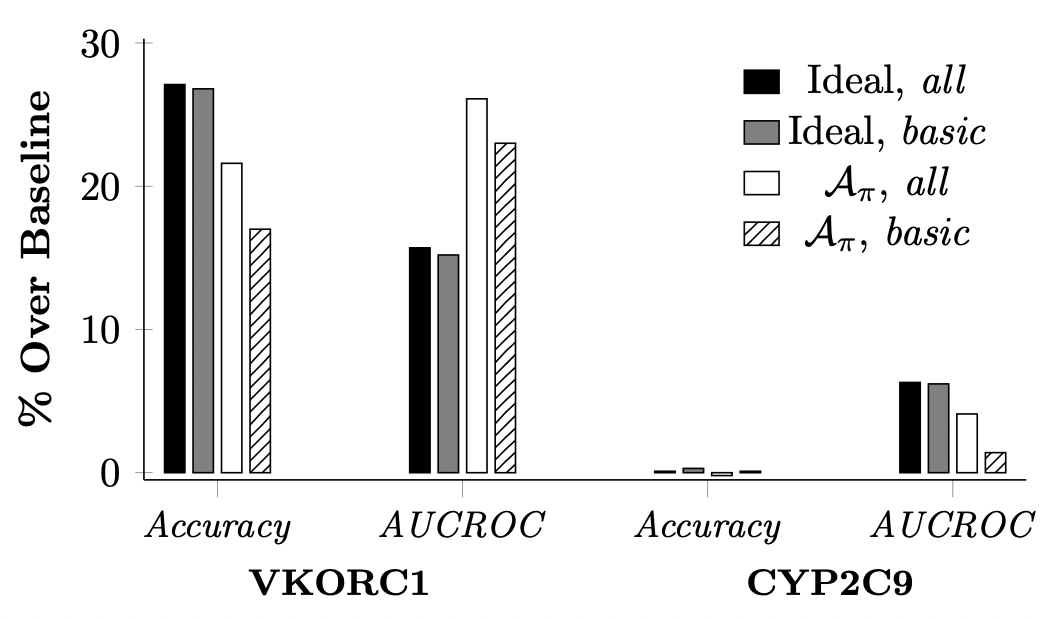 % Over Baseline
30
20
10
0
Ideal, all
Ideal, basic
𝒜π, all
𝒜π, basic
Accuracy AUCROC Accuracy AUCROC
VKORC1 CYP2C9